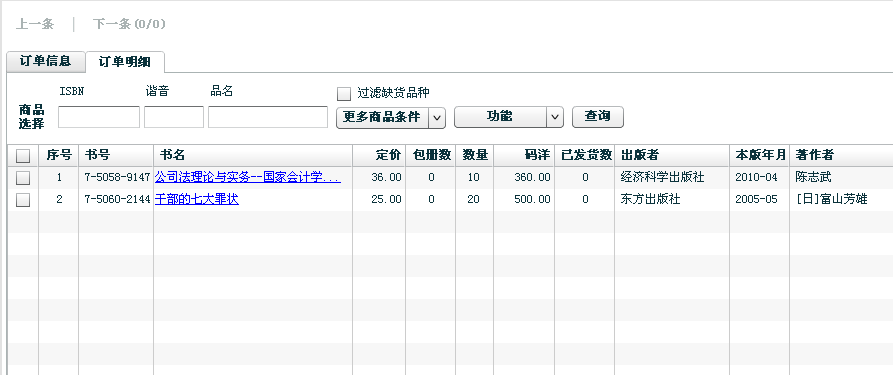 上一条 | 下一条(0/0)
订单信息 订单明细
ISBN 谐音 品名 过滤缺货品种
商品选择 更多商品条件 功能 查询
序号 书号 书名 定价 包册数 数量 码洋 已发货数 出版者 本版年月 著作者
1 7-5058-9147 公司法理论与实务--国家会计学... 36.00 0 10 360.00 0 经济科学出版社 2010-04 陈志武
2 7-5060-2144 干部的七大罪状 25.00 0 20 500.00 0 东方出版社 2005-05 [日]富山芳雄